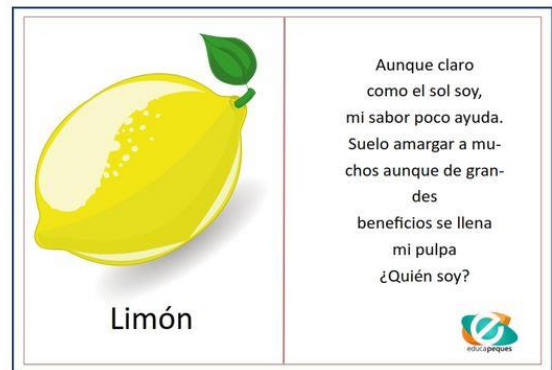 Limón
Aunque claro
como el sol soy,
mi sabor poco ayuda.
Suelo amargar a mu-
chos aunque de gran-
des
beneficios se llena
mi pulpa
¿Quién soy?
educapeques